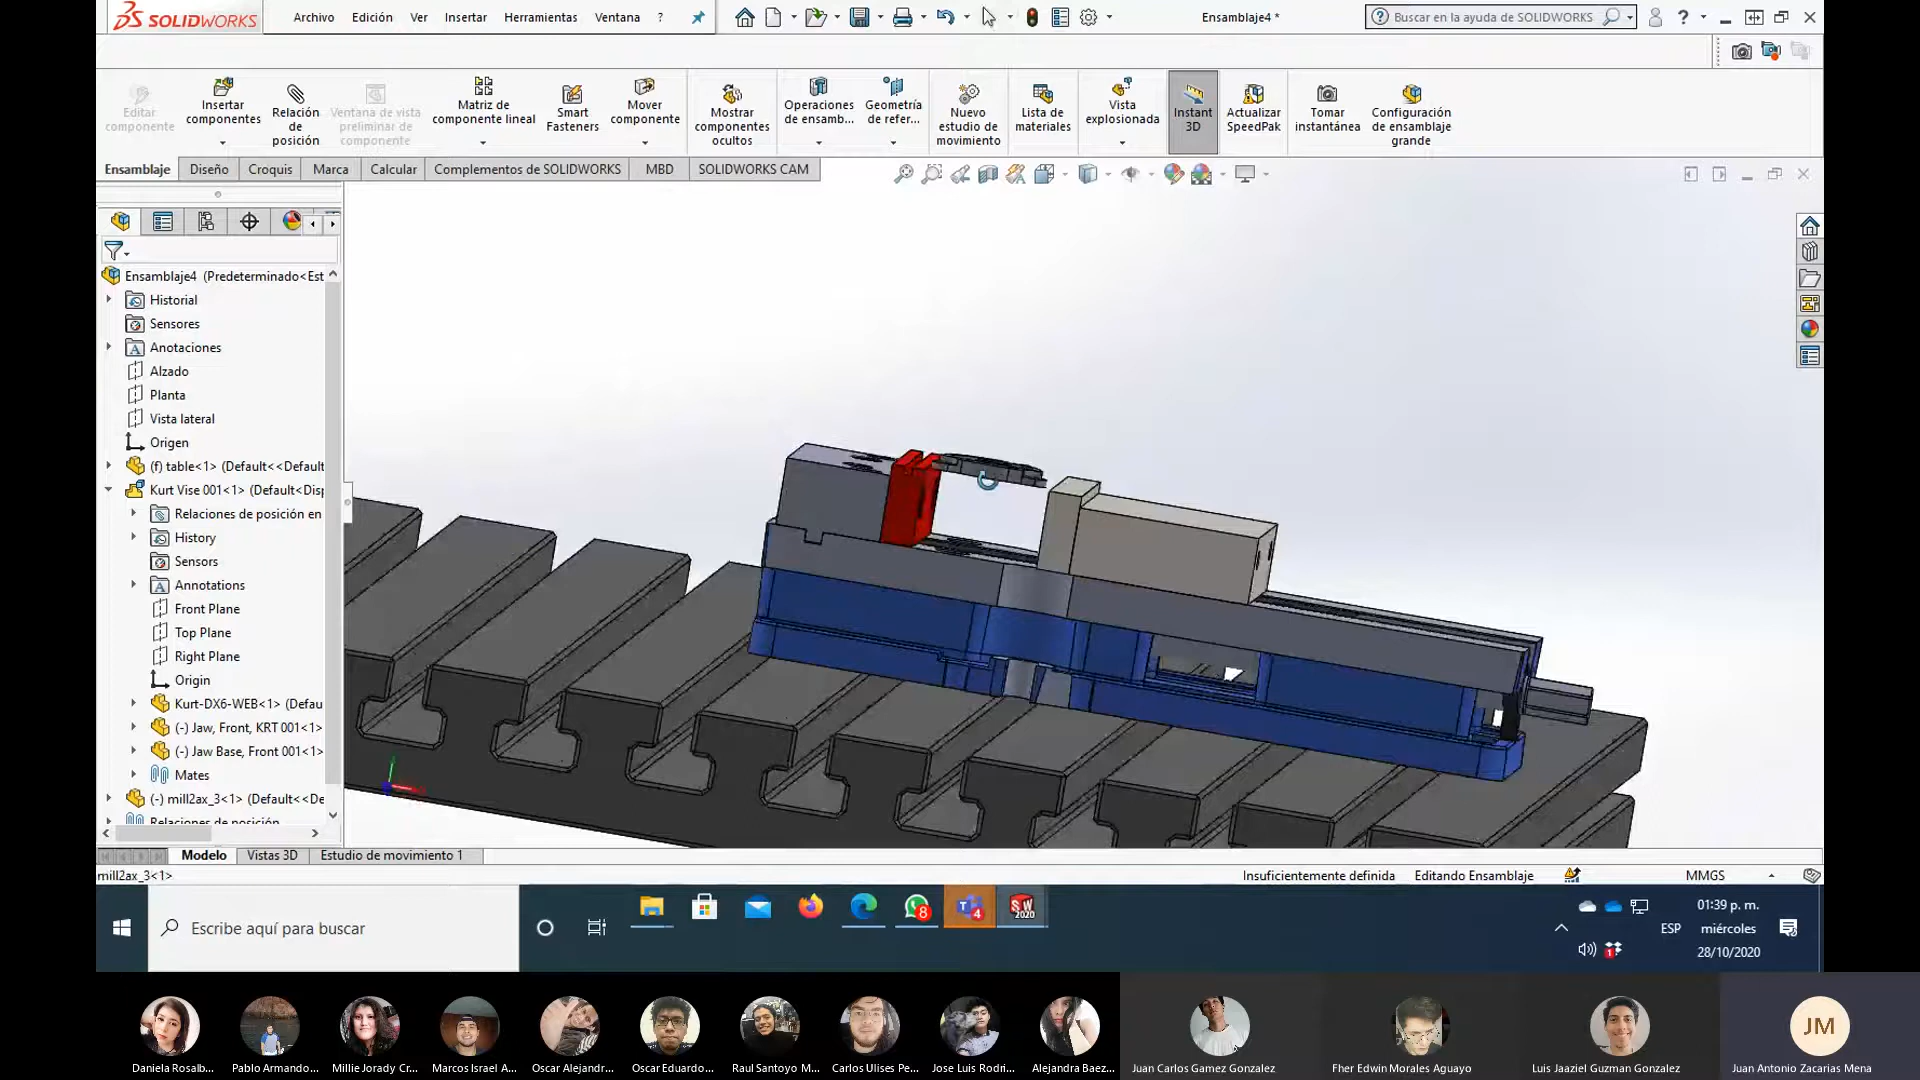 SOLIDWORKS
Archivo
Edición
Ver
Insertar
Herramientas
Ventana
?
Ensamblaje4 *
Buscar en la ayuda de SOLIDWORKS
Editar
componente
Insertar
componentes
Relación
de
posición
Ventana de vista
preliminar de
componente
Matriz de
componente lineal
Smart
Fasteners
Mover
componente
Mostrar
componentes
ocultos
Operaciones
de ensamb...
Geometría
de refer...
Nuevo
estudio de
movimiento
Lista de
materiales
Vista
explosionada
Instant
3D
Actualizar
SpeedPak
Tomar
instantánea
Configuración
de ensamblaje
grande
Ensamblaje
Diseño
Croquis
Marca
Calcular
Complementos de SOLIDWORKS
MBD
SOLIDWORKS CAM
Ensamblaje4 (Predeterminado<Est
Historial
Sensores
Anotaciones
Alzado
Planta
Vista lateral
Origen
(f) table<1> (Default<<Default
Kurt Vise 001<1> (Default<Disp
Relaciones de posición en
History
Sensors
Annotations
Front Plane
Top Plane
Right Plane
Origin
Kurt-DX6-WEB<1> (Defau
(-) Jaw, Front, KRT 001<1>
(-) Jaw Base, Front 001<1>
Mates
(-) mill2ax_3<1> (Default<<De
Relaciones de posición
Modelo
Vistas 3D
Estudio de movimiento 1
mill2ax_3<1>
Insuficientemente definida
Editando Ensamblaje
MMGS
Escribe aquí para buscar
8
4
SW
2020
01:39 p. m.
ESP
miércoles
28/10/2020
1
JM
Daniela Rosalb...
Pablo Armando...
Millie Jorady Cr...
Marcos Israel A...
Oscar Alejandr...
Oscar Eduardo...
Raul Santoyo M...
Carlos Ulises Pe...
Jose Luis Rodri...
Alejandra Baez...
Juan Carlos Gamez Gonzalez
Fher Edwin Morales Aguayo
Luis Jaaziel Guzman Gonzalez
Juan Antonio Zacarias Mena